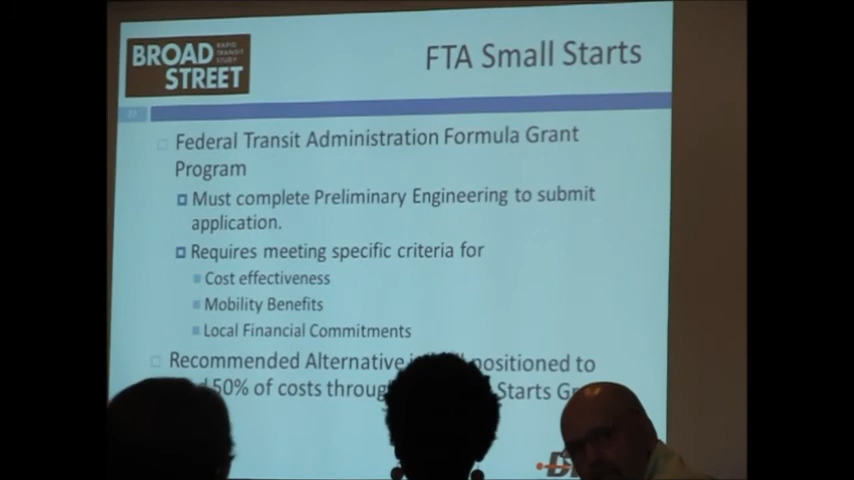 BROAD STREET
RAPID TRANSIT STUDY
FTA Small Starts
Federal Transit Administration Formula Grant
Program
Must complete Preliminary Engineering to submit
application.
Requires meeting specific criteria for
Cost effectiveness
Mobility Benefits
Local Financial Commitments
Recommended Alternative positioned to
50% of costs Starts